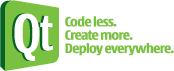 Qt
Code less.
Create more.
Deploy everywhere.